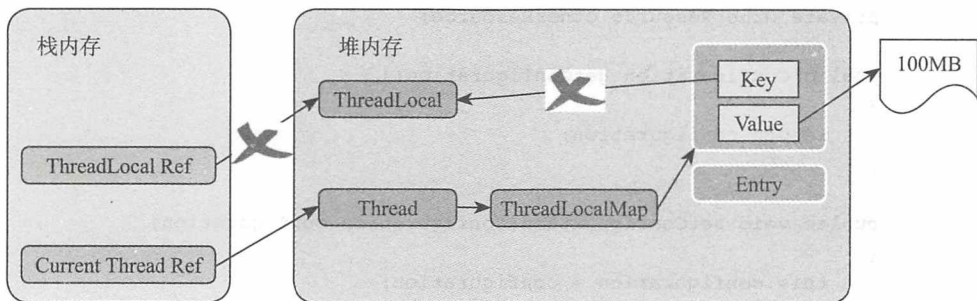 栈内存
堆内存
ThreadLocal
Key
Value
100MB
ThreadLocal Ref
Entry
Thread
ThreadLocalMap
Current Thread Ref